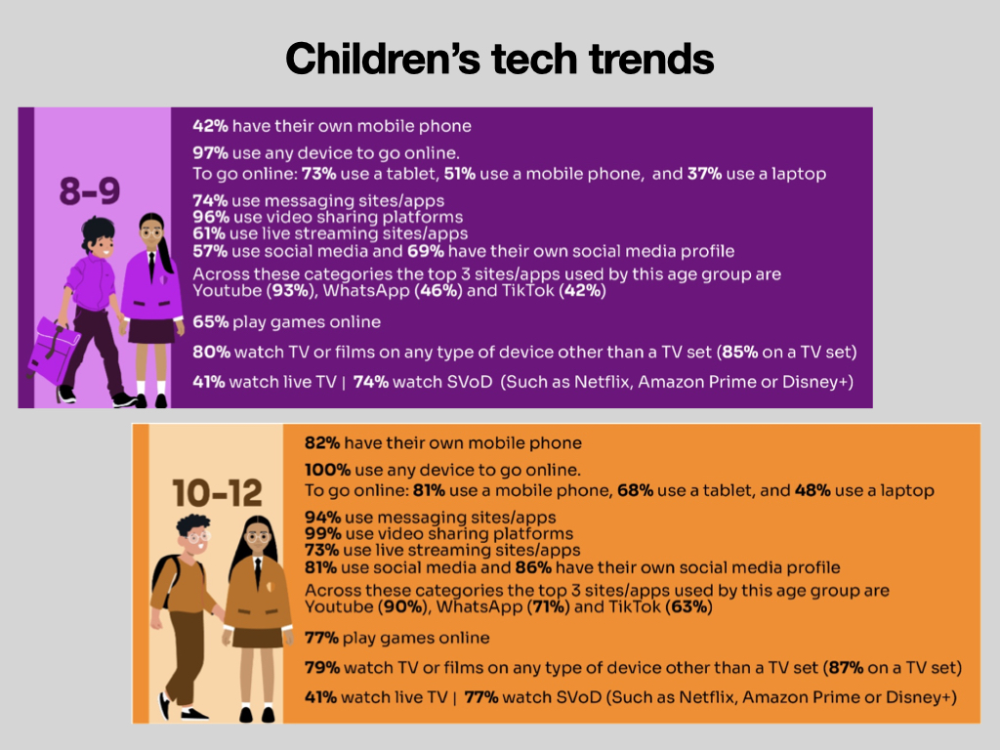 Children’s tech trends
8-9
42% have their own mobile phone
97% use any device to go online.
To go online: 73% use a tablet, 51% use a mobile phone, and 37% use a laptop
74% use messaging sites/apps
96% use video sharing platforms
61% use live streaming sites/apps
57% use social media and 69% have their own social media profile
Across these categories the top 3 sites/apps used by this age group are
Youtube (93%), WhatsApp (46%) and TikTok (42%)
65% play games online
80% watch TV or films on any type of device other than a TV set (85% on a TV set)
41% watch live TV | 74% watch SVoD (Such as Netflix, Amazon Prime or Disney+)
10-12
82% have their own mobile phone
100% use any device to go online.
To go online: 81% use a mobile phone, 68% use a tablet, and 48% use a laptop
94% use messaging sites/apps
99% use video sharing platforms
73% use live streaming sites/apps
81% use social media and 86% have their own social media profile
Across these categories the top 3 sites/apps used by this age group are
Youtube (90%), WhatsApp (71%) and TikTok (63%)
77% play games online
79% watch TV or films on any type of device other than a TV set (87% on a TV set)
41% watch live TV | 77% watch SVoD (Such as Netflix, Amazon Prime or Disney+)